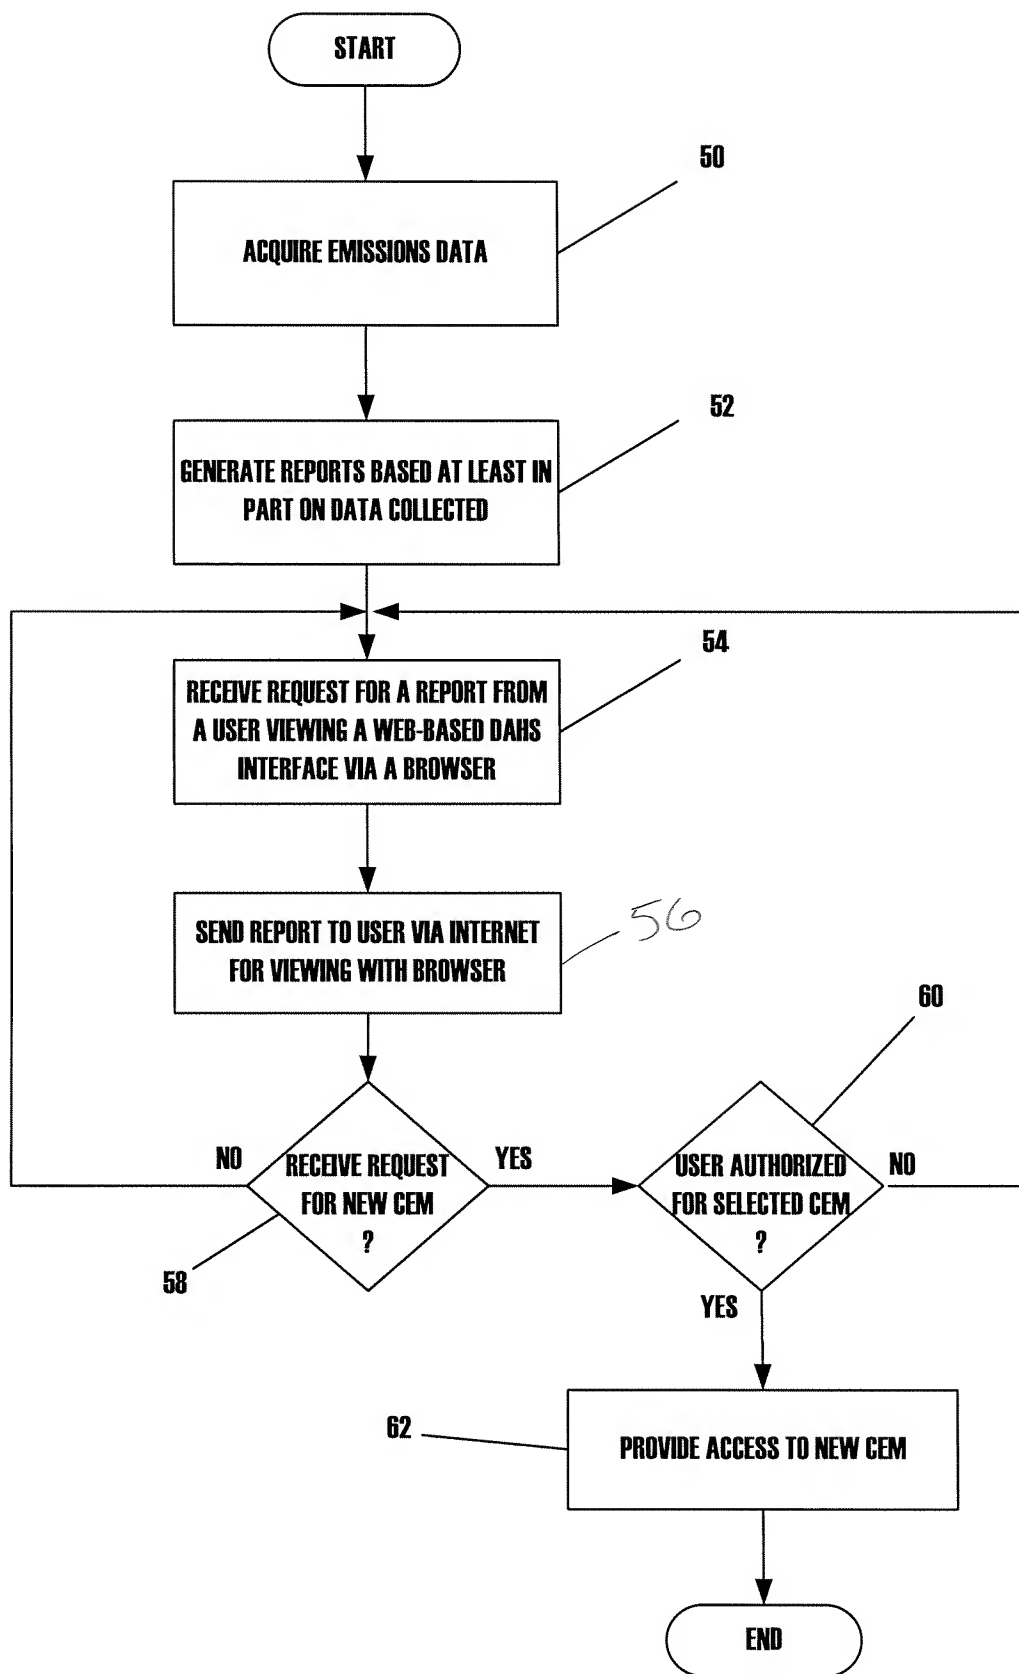 START
50
ACQUIRE EMISSIONS DATA
52
GENERATE REPORTS BASED AT LEAST IN
PART ON DATA COLLECTED
54
RECEIVE REQUEST FOR A REPORT FROM
A USER VIEWING A WEB-BASED DAHS
INTERFACE VIA A BROWSER
56
SEND REPORT TO USER VIA INTERNET
FOR VIEWING WITH BROWSER
60
NO
RECEIVE REQUEST
FOR NEW CEM
?
YES
58
USER AUTHORIZED
FOR SELECTED CEM
?
NO
YES
62
PROVIDE ACCESS TO NEW CEM
END